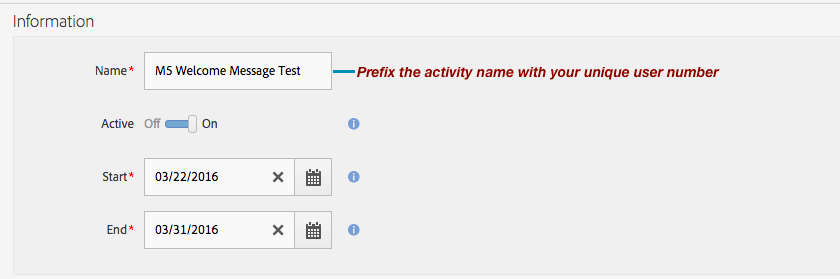 Information
Name* M5 Welcome Message Test Prefix the activity name with your unique user number
Active Off On
Start* 03/22/2016
End* 03/31/2016